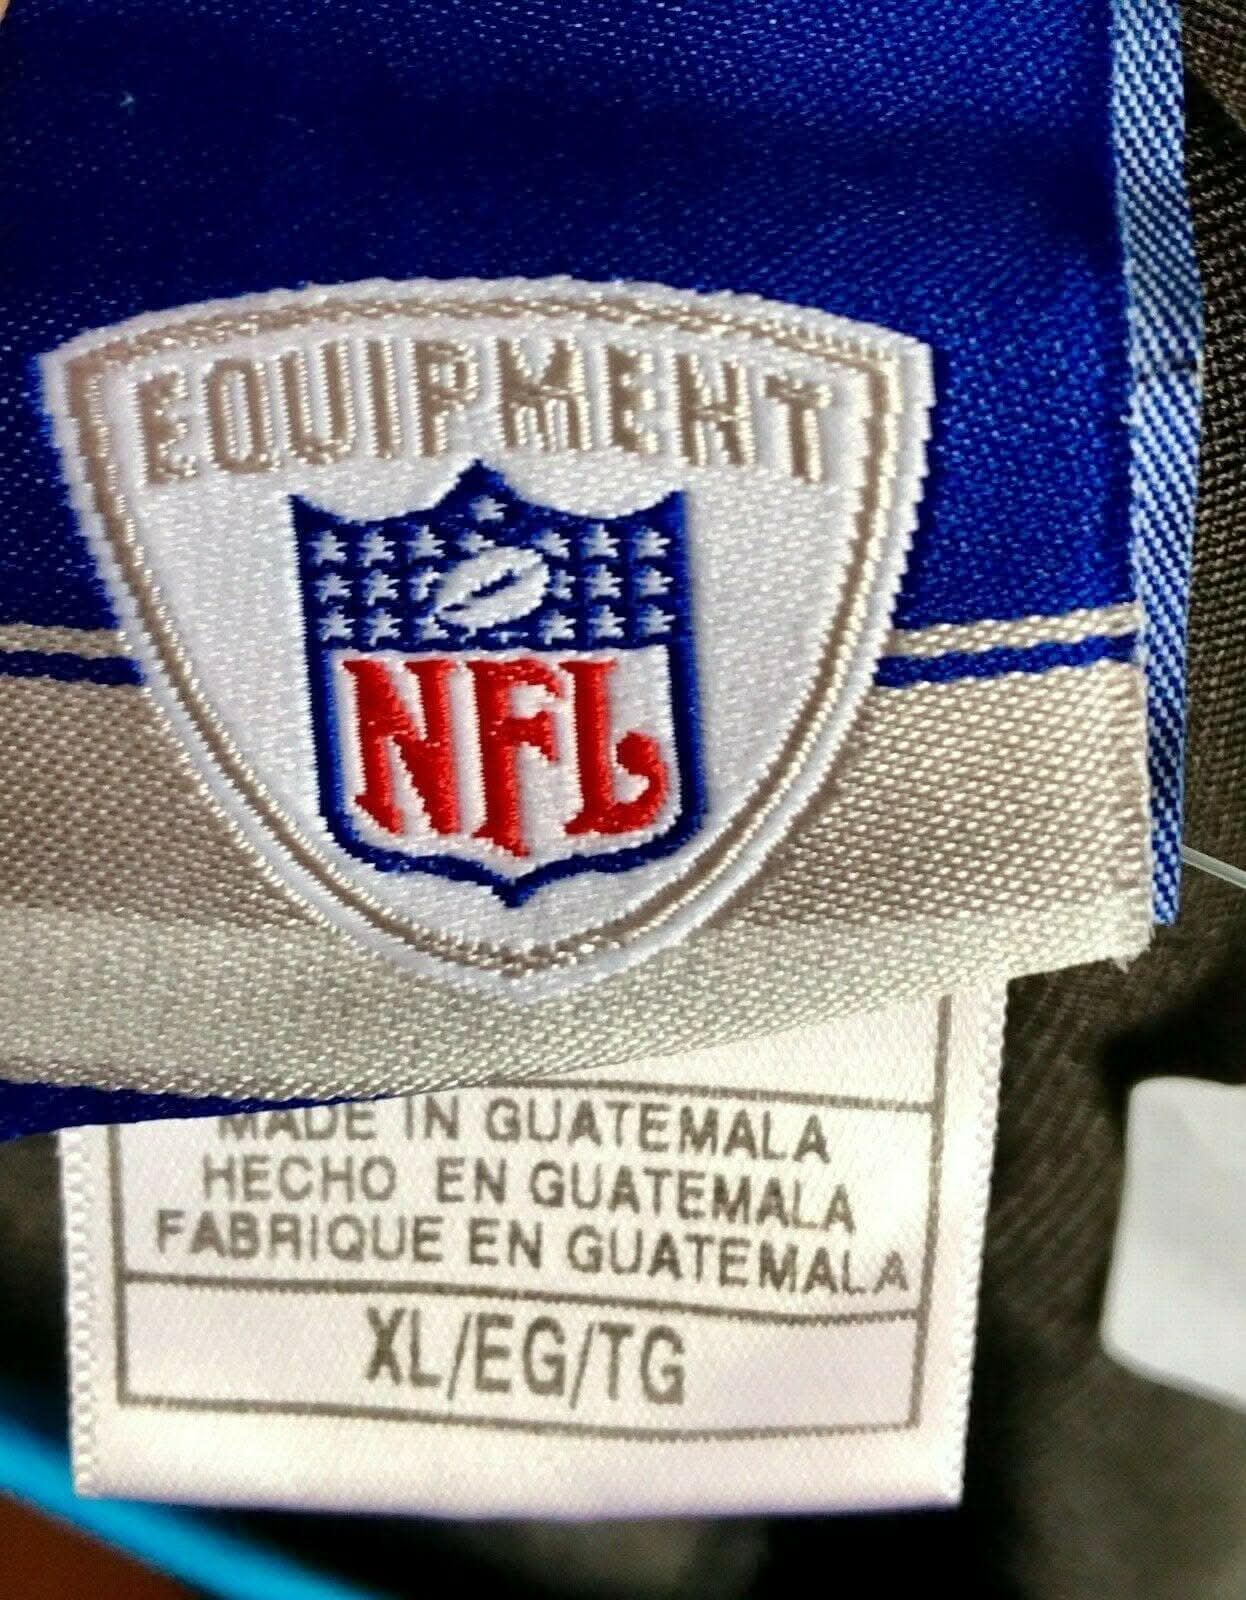 EQUIPMENT
NFL
MADE IN GUATEMALA
HECHO EN GUATEMALA
FABRIQUE EN GUATEMALA
XL/EG/TG